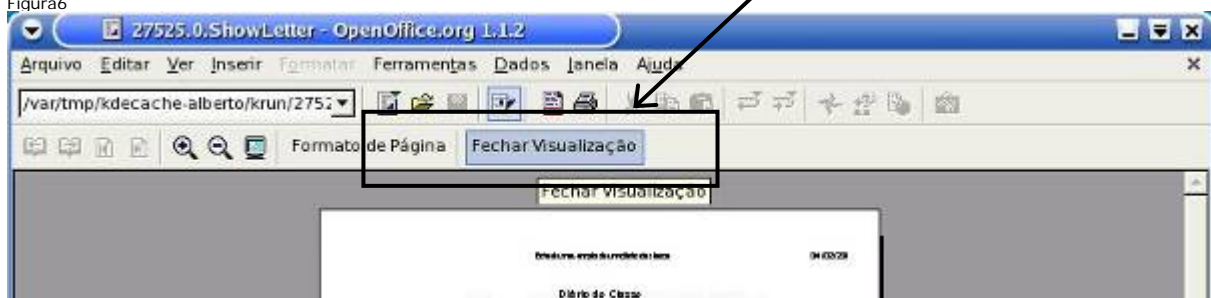 Figura6
27525.0.ShowLetter - OpenOffice.org 1.1.2
Arquivo Editar Ver Inserir Formatar Ferramentas Dados Janela Ajuda
/var/tmp/kdecache-alberto/krun/2752
Formato de Página Fechar Visualização
Fechar Visualização
Diário de Classe